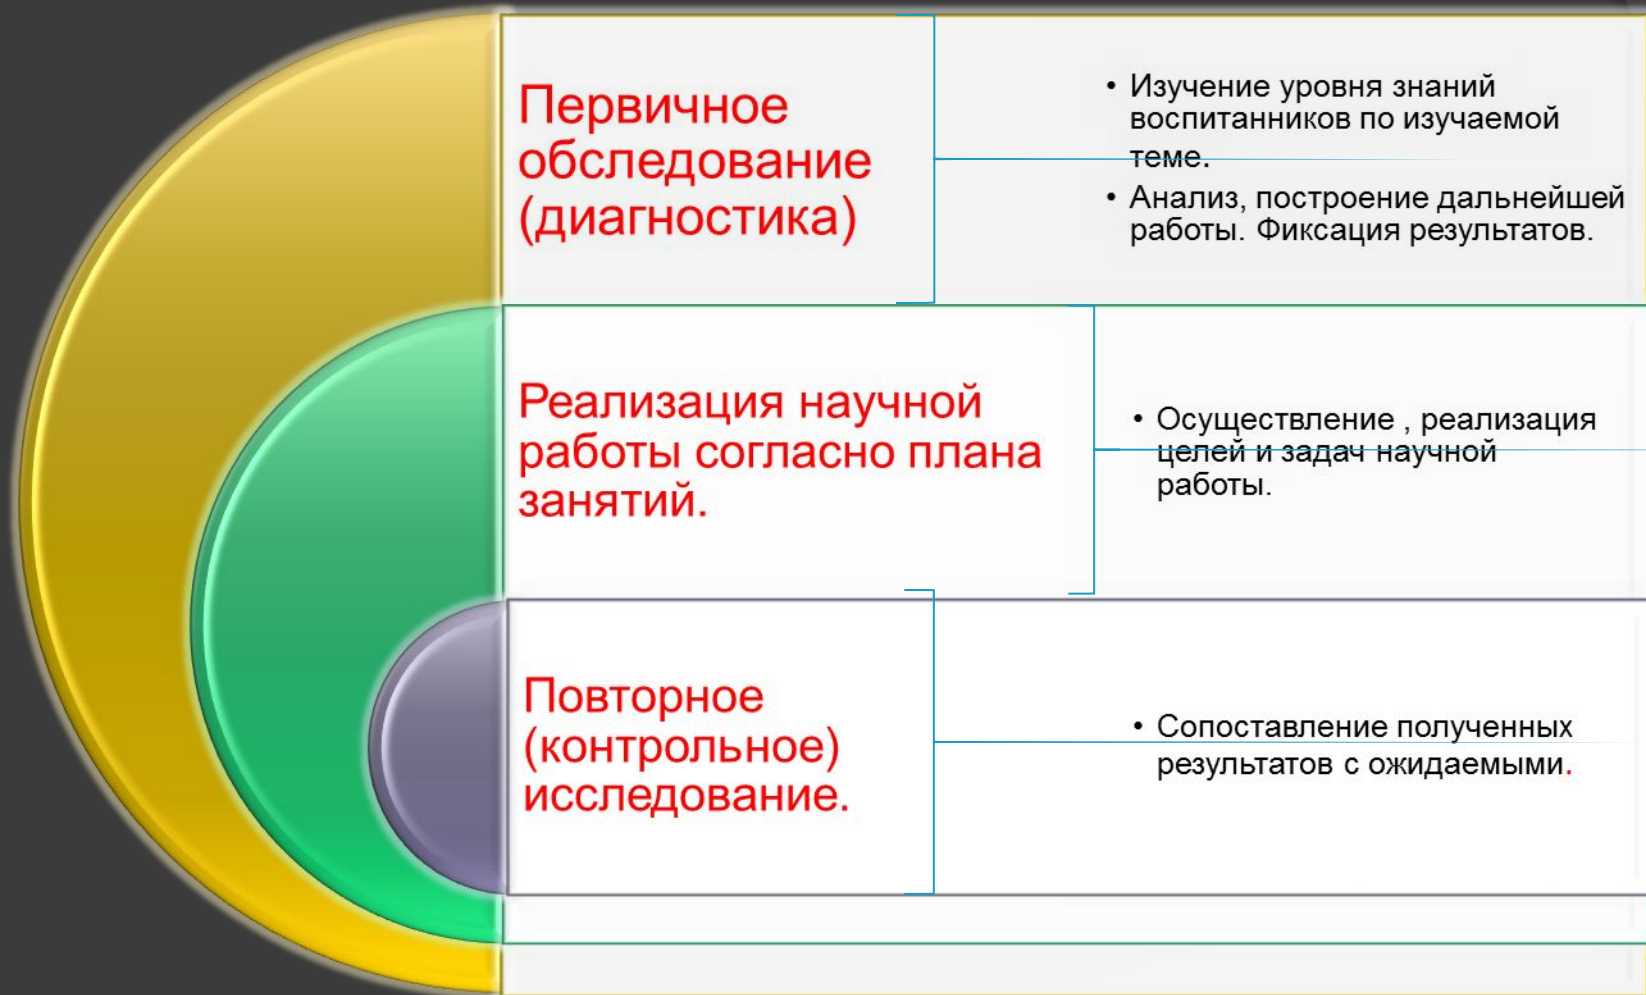 Первичное
обследование
(диагностика)
• Изучение уровня знаний
воспитанников по изучаемой
теме.
• Анализ, построение дальнейшей
работы. Фиксация результатов.
Реализация научной
работы согласно плана
занятий.
• Осуществление , реализация
целей и задач научной
работы.
Повторное
(контрольное)
исследование.
• Сопоставление полученных
результатов с ожидаемыми.